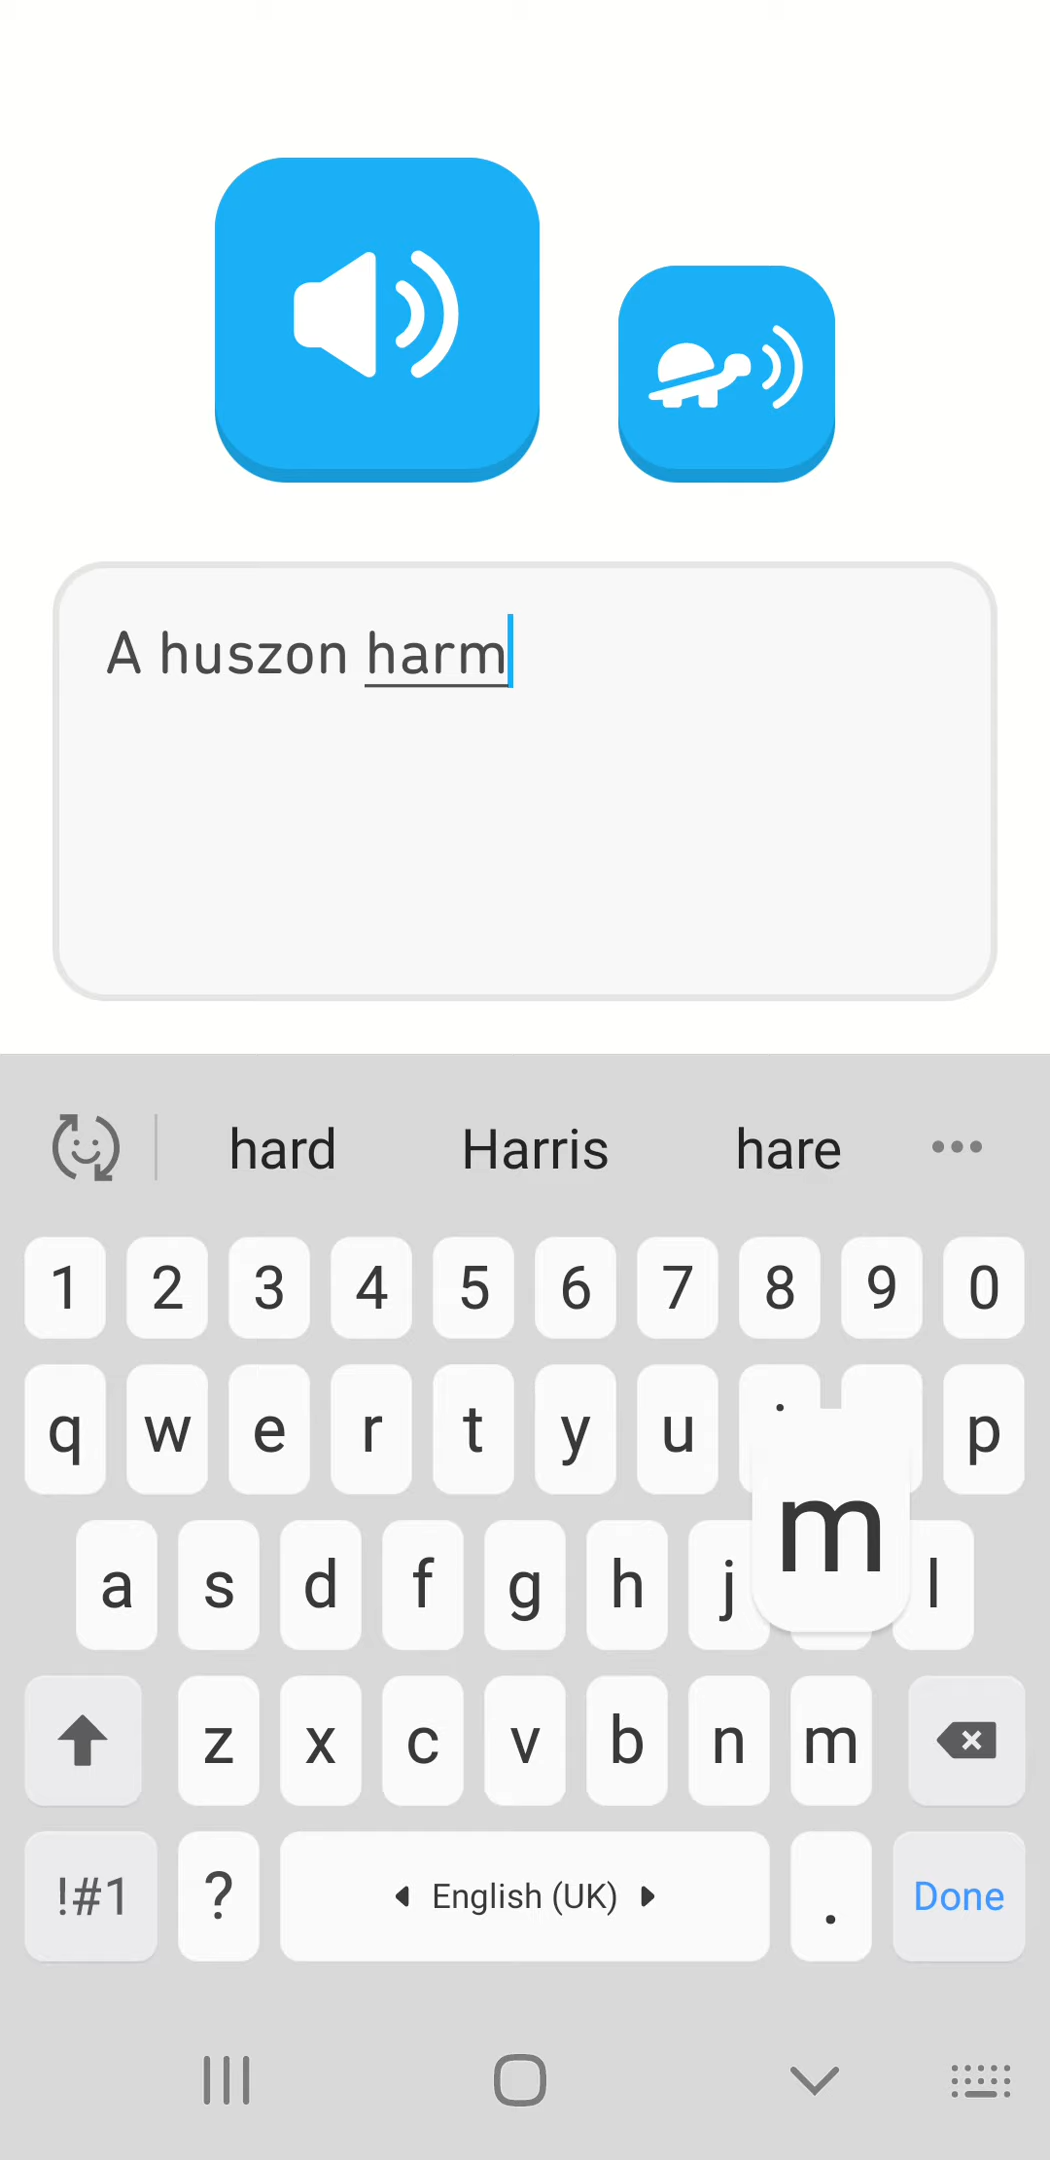 A huszon harm
hard Harris hare
1 2 3 4 5 6 7 8 9 0
q w e r t y u p
m
a s d f g h j l
z x c v b n m
!#1 ? English (UK) . Done